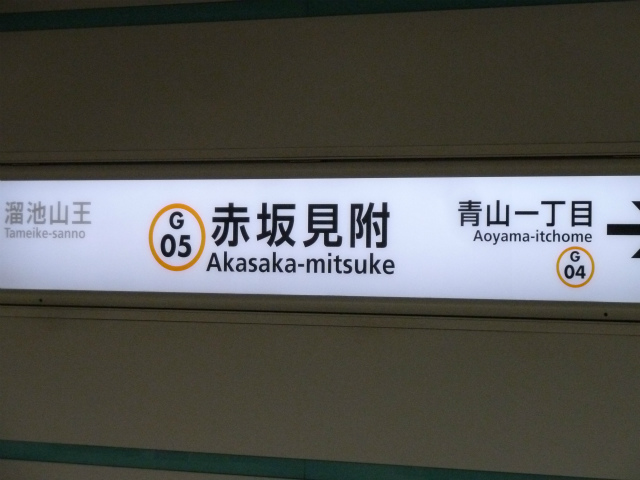 溜池山王
Tameike-sanno
G
05
赤坂見附
Akasaka-mitsuke
青山一丁目
Aoyama-itchome
G
04